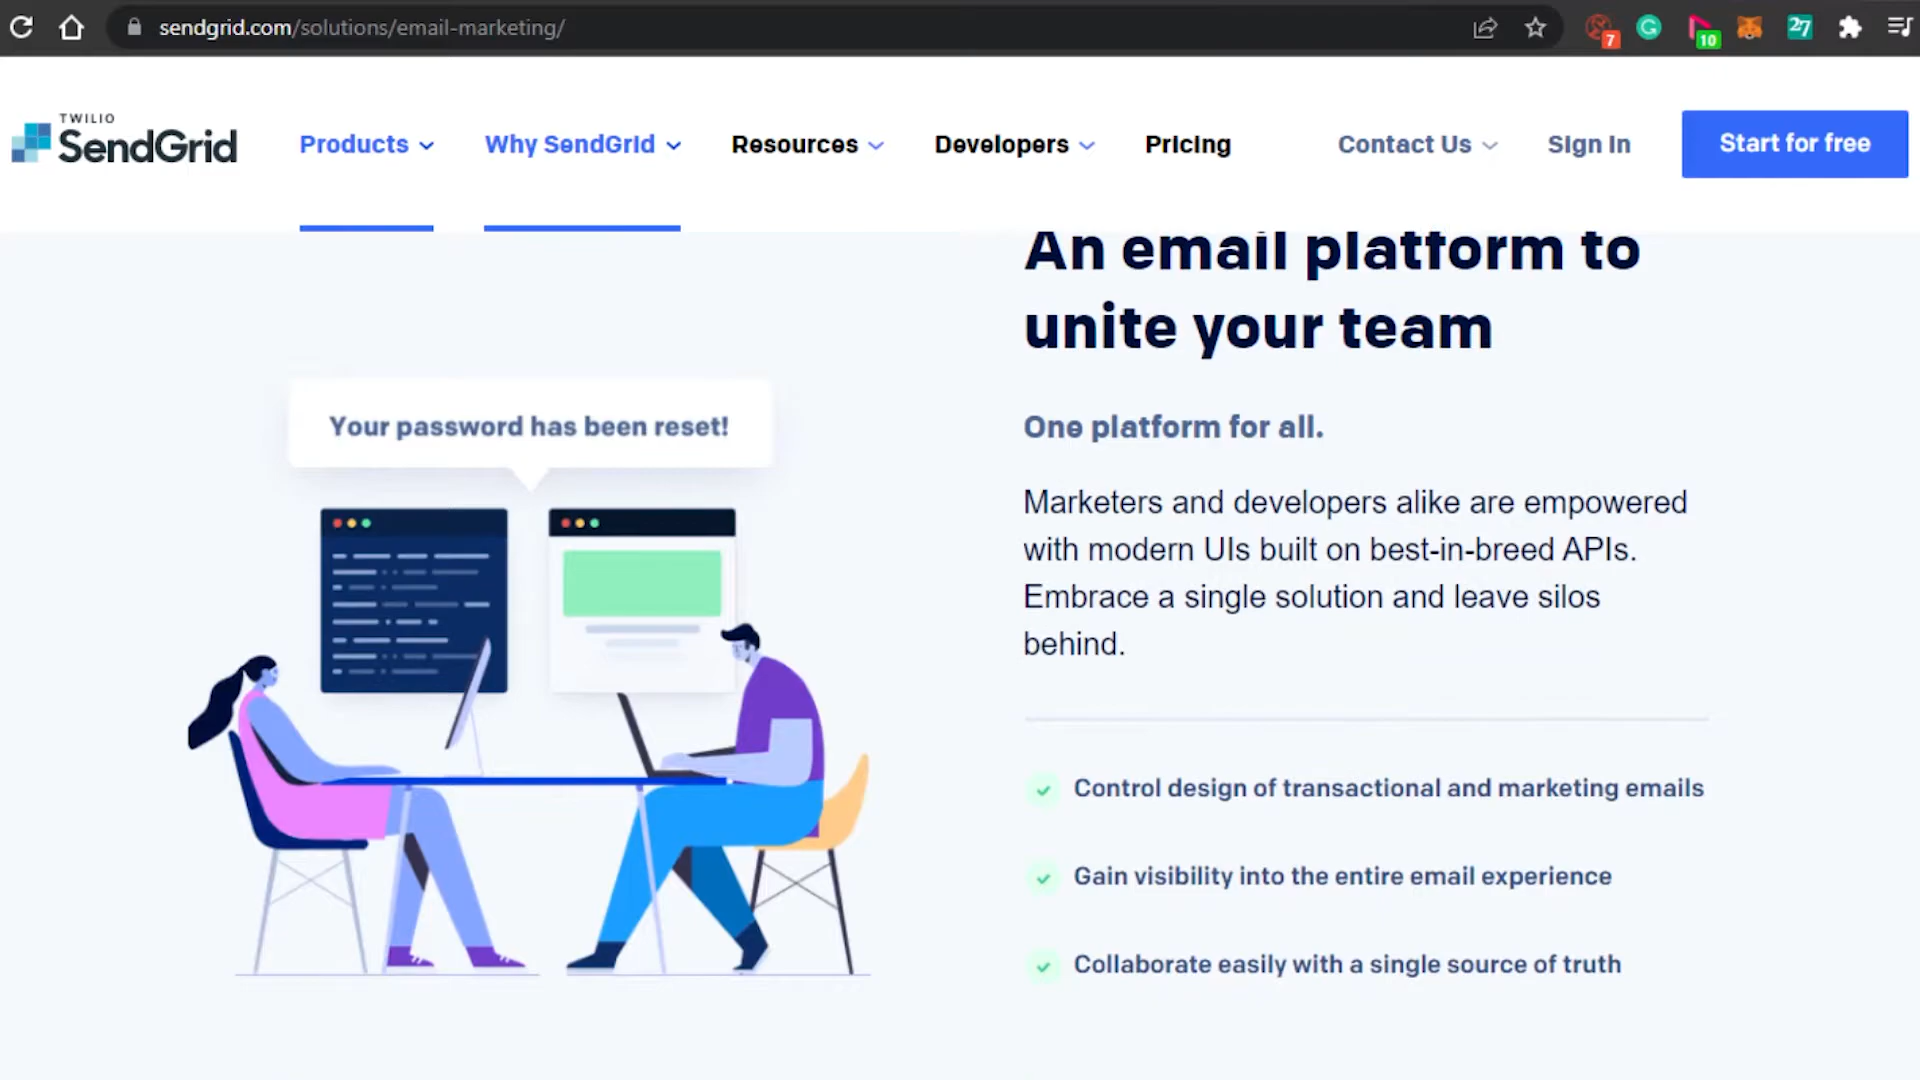 sendgrid.com/solutions/email-marketing/
7
10
27
TWILIO
SendGrid
Products
Why SendGrid
Resources
Developers
Pricing
Contact Us
Sign In
Start for free
An email platform to
unite your team
Your password has been reset!
One platform for all.
Marketers and developers alike are empowered
with modern UIs built on best-in-breed APIs.
Embrace a single solution and leave silos
behind.
Control design of transactional and marketing emails
Gain visibility into the entire email experience
Collaborate easily with a single source of truth